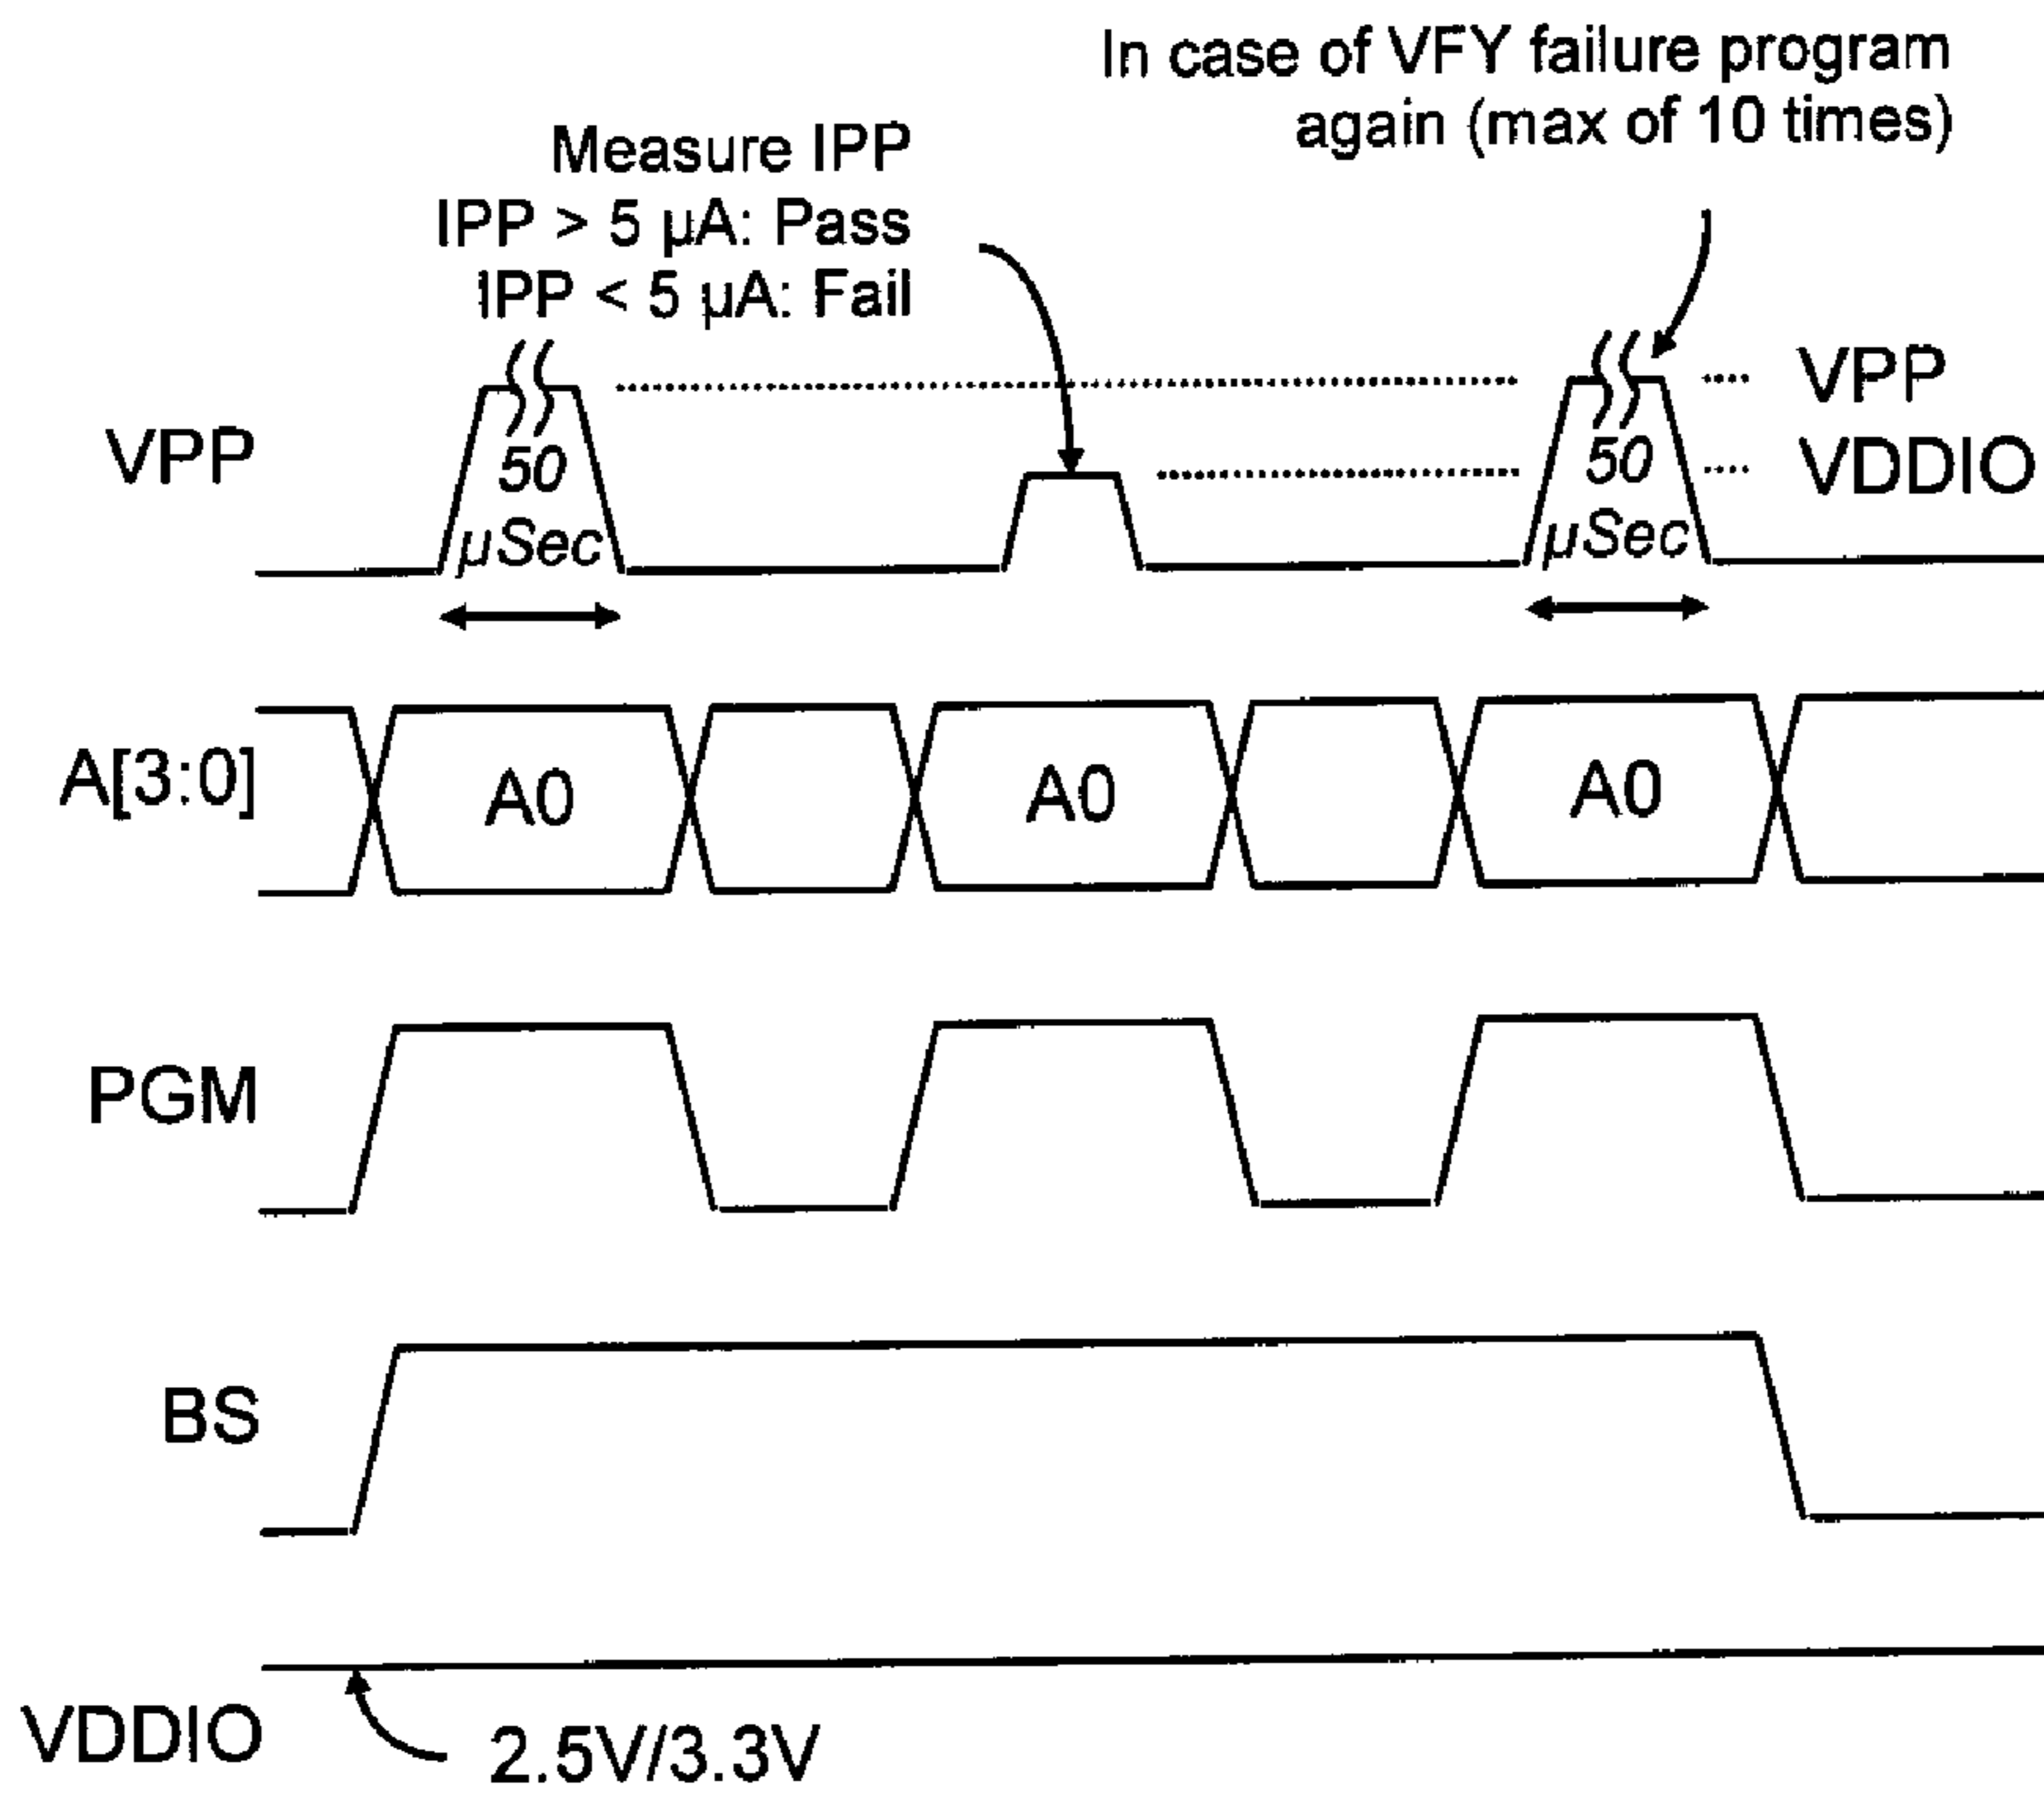 In case of VFY failure program
again (max of 10 times)
Measure IPP
IPP > 5 µA: Pass
IPP < 5 µA: Fail
VPP
50
µSec
50
µSec
VPP
VDDIO
A[3:0]
A0
A0
A0
PGM
BS
VDDIO
2.5V/3.3V